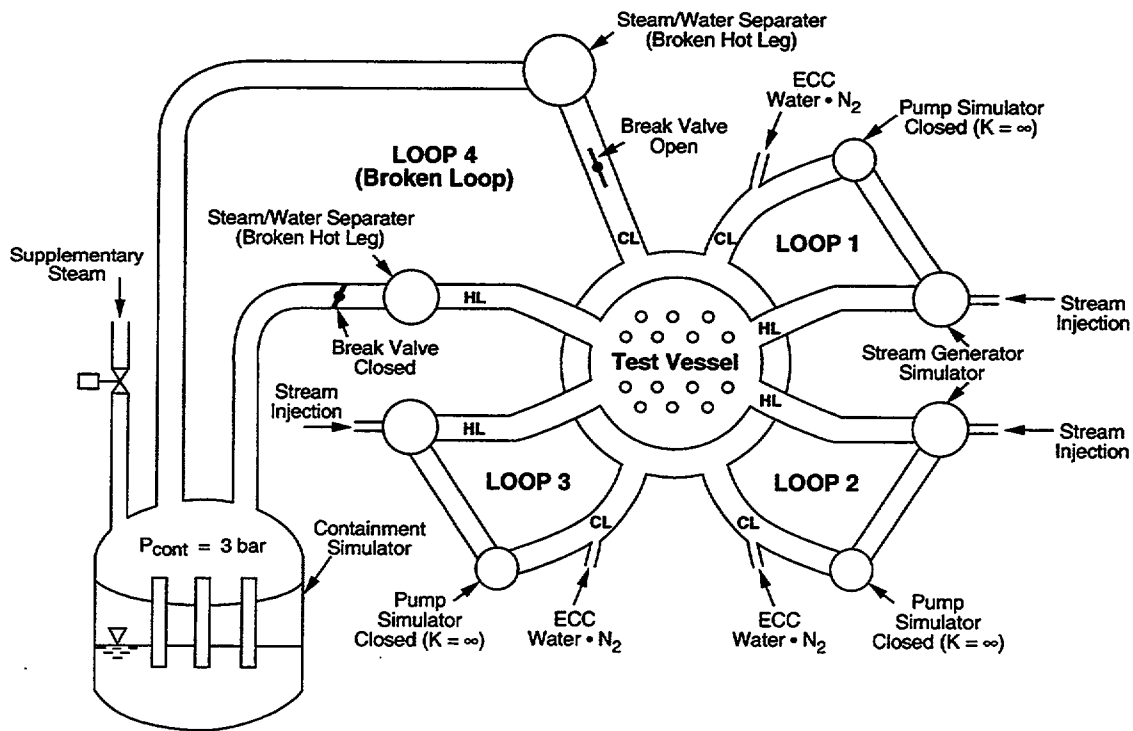 Steam/Water Separater
(Broken Hot Leg)
ECC
Water • N₂
Pump Simulator
Closed (K = ∞)
Break Valve
Open
LOOP 4
(Broken Loop)
Steam/Water Separater
(Broken Hot Leg)
Supplementary
Steam
CL
CL
LOOP 1
HL
HL
Stream
Injection
Break Valve
Closed
Test Vessel
Stream Generator
Simulator
Stream
Injection
HL
HL
Stream
Injection
LOOP 3
LOOP 2
CL
CL
Pcont = 3 bar
Containment
Simulator
Pump
Simulator
Closed (K = ∞)
ECC
Water • N₂
ECC
Water • N₂
Pump
Simulator
Closed (K = ∞)